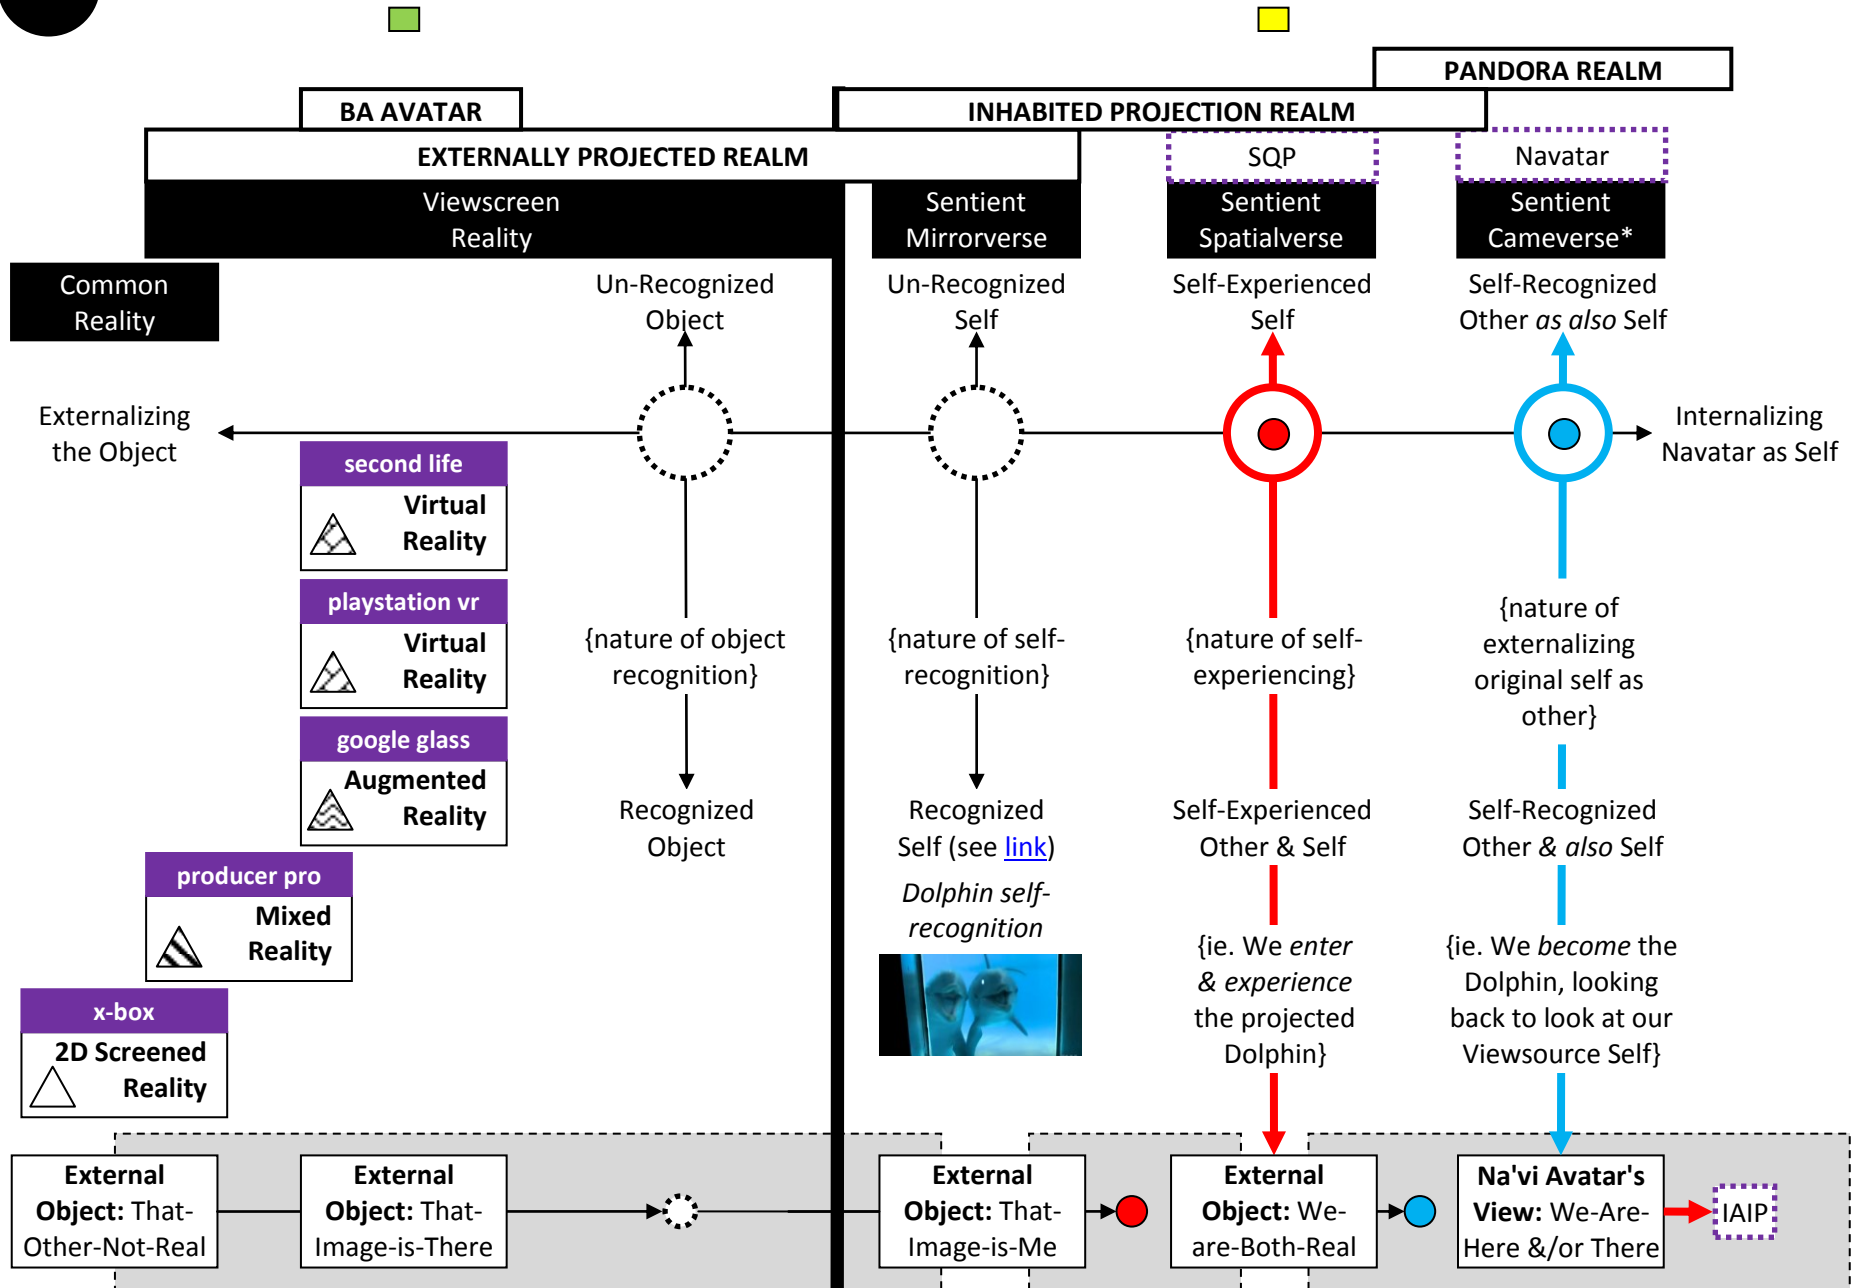 PANDORA REALM
BA AVATAR
INHABITED PROJECTION REALM
EXTERNALLY PROJECTED REALM
SQP
Navatar
Viewscreen
Reality
Sentient
Mirrorverse
Sentient
Spatialverse
Sentient
Cameverse*
Common
Reality
Un-Recognized
Object
Un-Recognized
Self
Self-Experienced
Self
Self-Recognized
Other as also Self
Externalizing
the Object
Internalizing
Navatar as Self
second life
Virtual
Reality
playstation vr
Virtual
Reality
google glass
Augmented
Reality
producer pro
Mixed
Reality
x-box
2D Screened
Reality
{nature of object
recognition}
{nature of self-
recognition}
{nature of self-
experiencing}
{nature of
externalizing
original self as
other}
Recognized
Object
Recognized
Self (see link)
Dolphin self-
recognition
Self-Experienced
Other & Self
{ie. We enter
& experience
the projected
Dolphin}
Self-Recognized
Other & also Self
{ie. We become the
Dolphin, looking
back to look at our
Viewsource Self}
External
Object: That-
Other-Not-Real
External
Object: That-
Image-is-There
External
Object: That-
Image-is-Me
External
Object: We-
are-Both-Real
Na'vi Avatar's
View: We-Are-
Here &/or There
IAIP